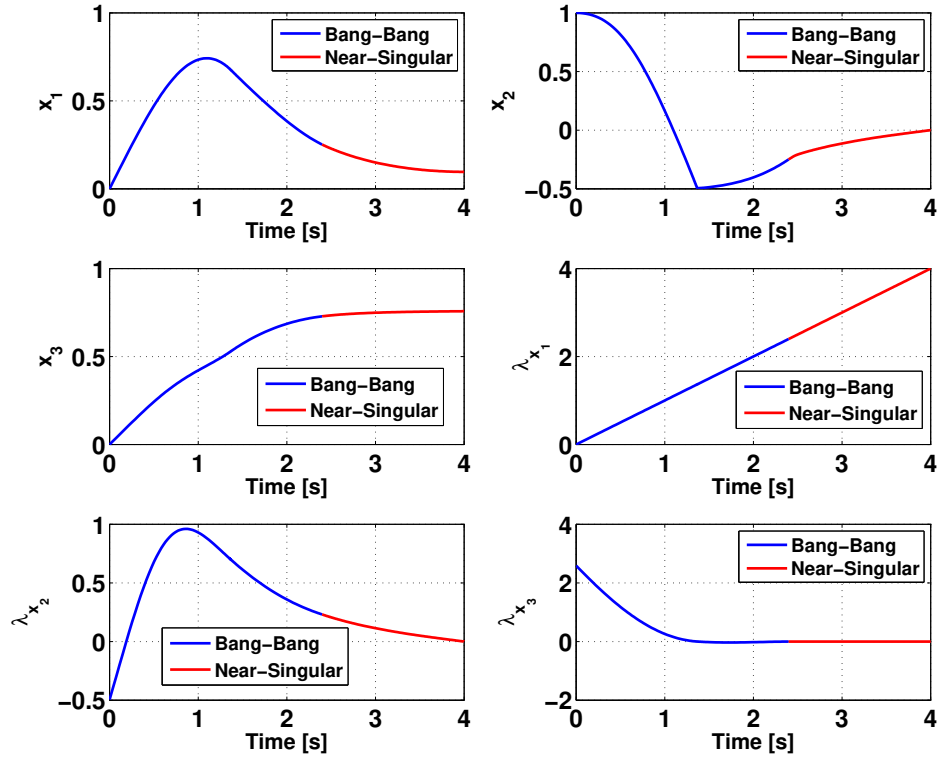 x1
1
0.5
0
0 1 2 3 4
Time [s]
Bang-Bang
Near-Singular
x2
1
0.5
0
−0.5
0 1 2 3 4
Time [s]
Bang-Bang
Near-Singular
x3
1
0.5
0
0 1 2 3 4
Time [s]
Bang-Bang
Near-Singular
λx1
4
2
0
0 1 2 3 4
Time [s]
Bang-Bang
Near-Singular
λx2
1
0.5
0
−0.5
0 1 2 3 4
Time [s]
Bang-Bang
Near-Singular
λx3
4
2
0
−2
0 1 2 3 4
Time [s]
Bang-Bang
Near-Singular